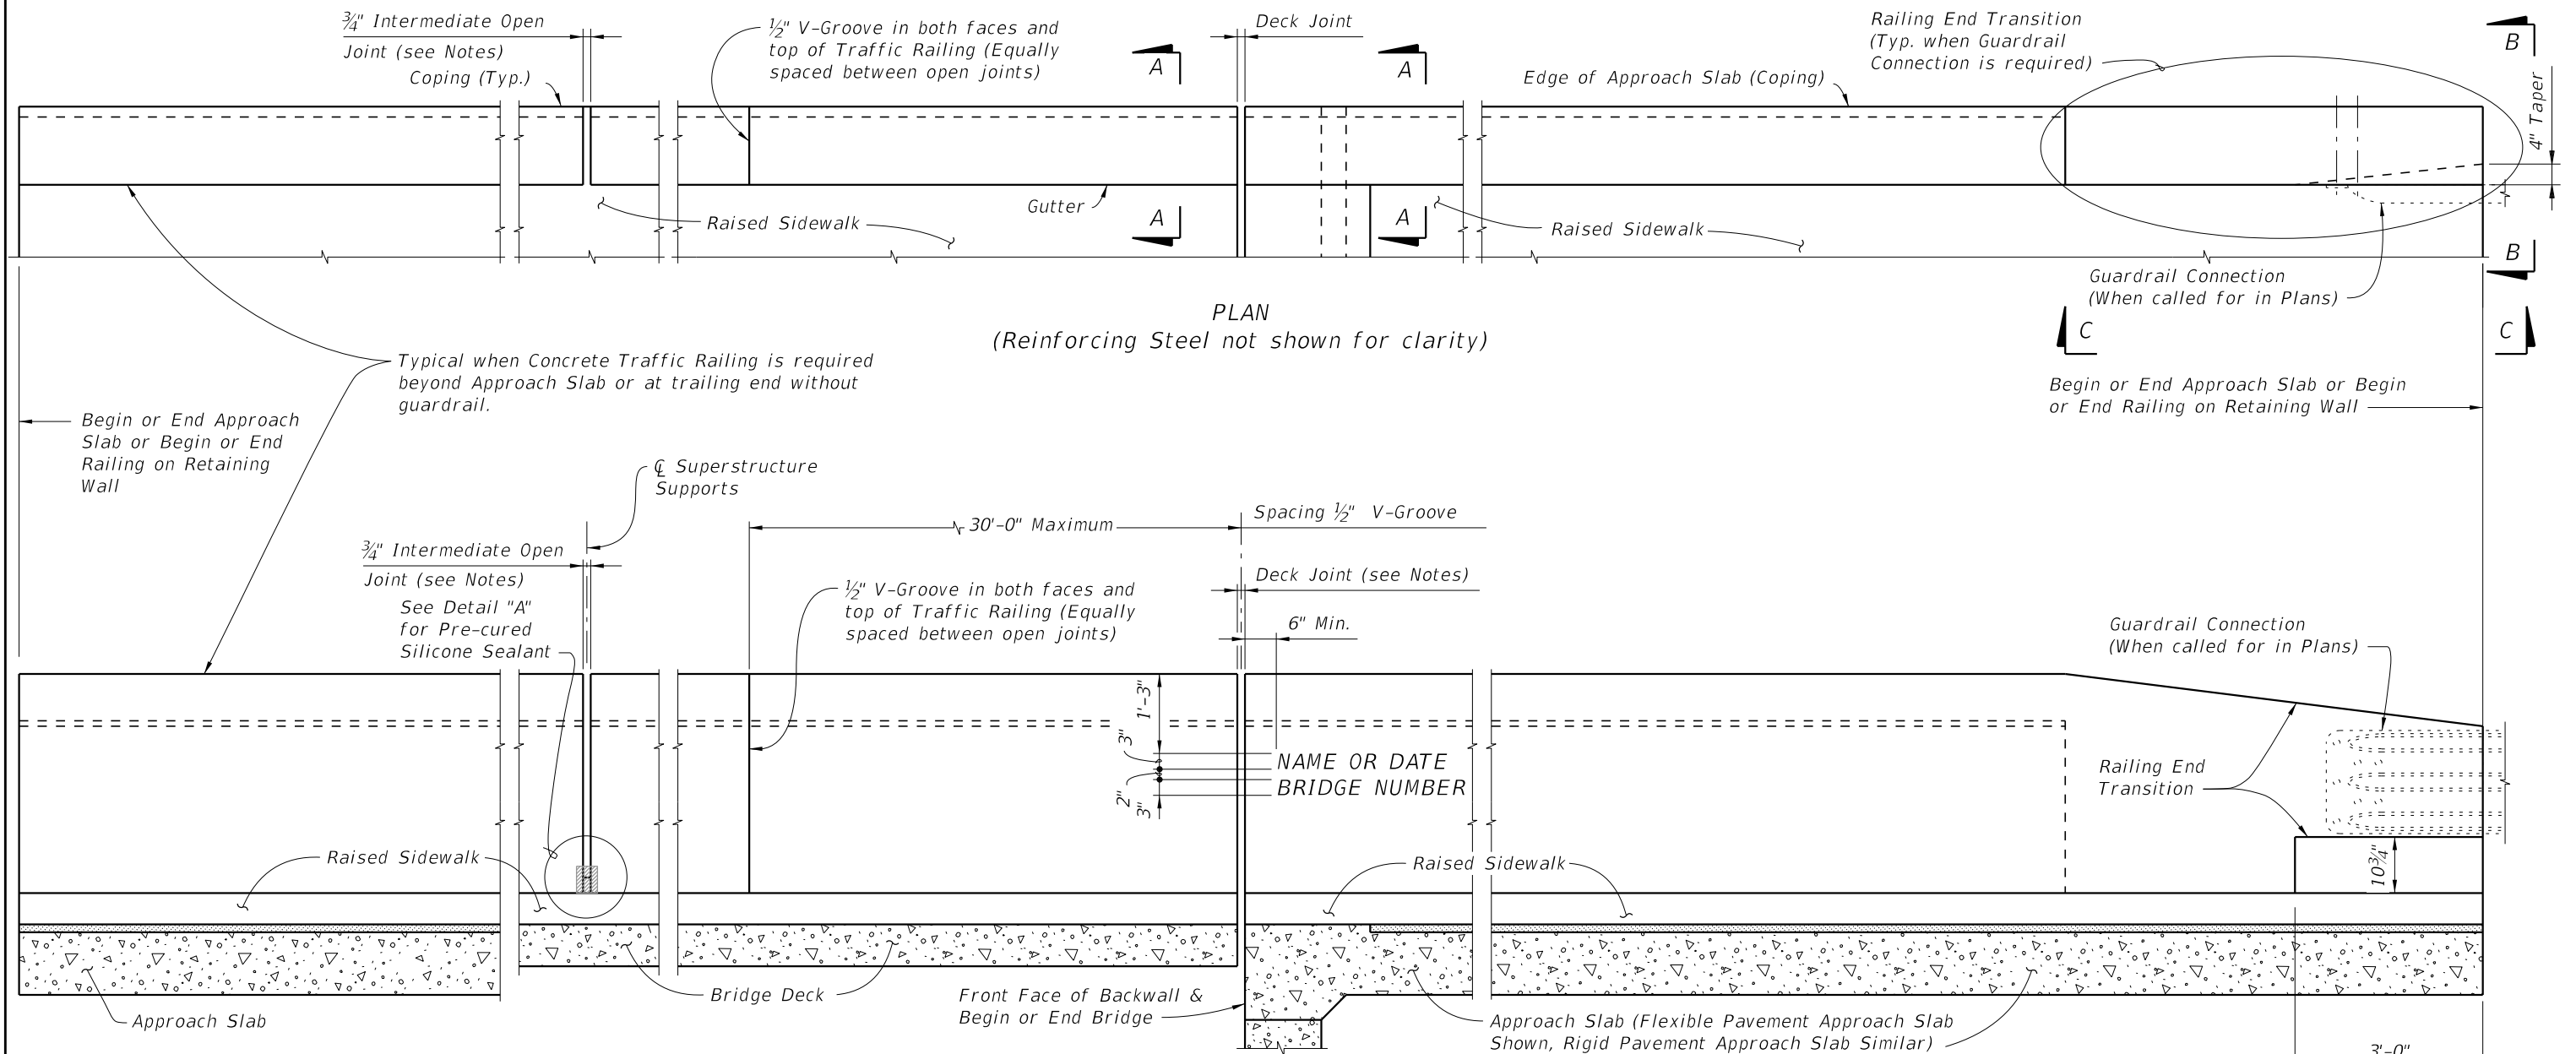 ¾" Intermediate Open
Joint (see Notes)
Coping (Typ.)
½" V-Groove in both faces and
top of Traffic Railing (Equally
spaced between open joints)
A
Deck Joint
A
Edge of Approach Slab (Coping)
Railing End Transition
(Typ. when Guardrail
Connection is required)
B
4" Taper
Raised Sidewalk
Gutter
A
A
Raised Sidewalk
B
Guardrail Connection
(When called for in Plans)
PLAN
(Reinforcing Steel not shown for clarity)
C
C
Typical when Concrete Traffic Railing is required
beyond Approach Slab or at trailing end without
guardrail.
Begin or End Approach Slab or Begin
or End Railing on Retaining Wall
Begin or End Approach
Slab or Begin or End
Railing on Retaining
Wall
℄ Superstructure
Supports
30'-0" Maximum
Spacing ½" V-Groove
¾" Intermediate Open
Joint (see Notes)
Deck Joint (see Notes)
½" V-Groove in both faces and
top of Traffic Railing (Equally
spaced between open joints)
See Detail "A"
for Pre-cured
Silicone Sealant
6" Min.
Guardrail Connection
(When called for in Plans)
1'-3"
3"
2"
3"
NAME OR DATE
BRIDGE NUMBER
Railing End
Transition
10¾"
Raised Sidewalk
Raised Sidewalk
Bridge Deck
Front Face of Backwall &
Begin or End Bridge
Approach Slab
Approach Slab (Flexible Pavement Approach Slab
Shown, Rigid Pavement Approach Slab Similar)
3'-0"